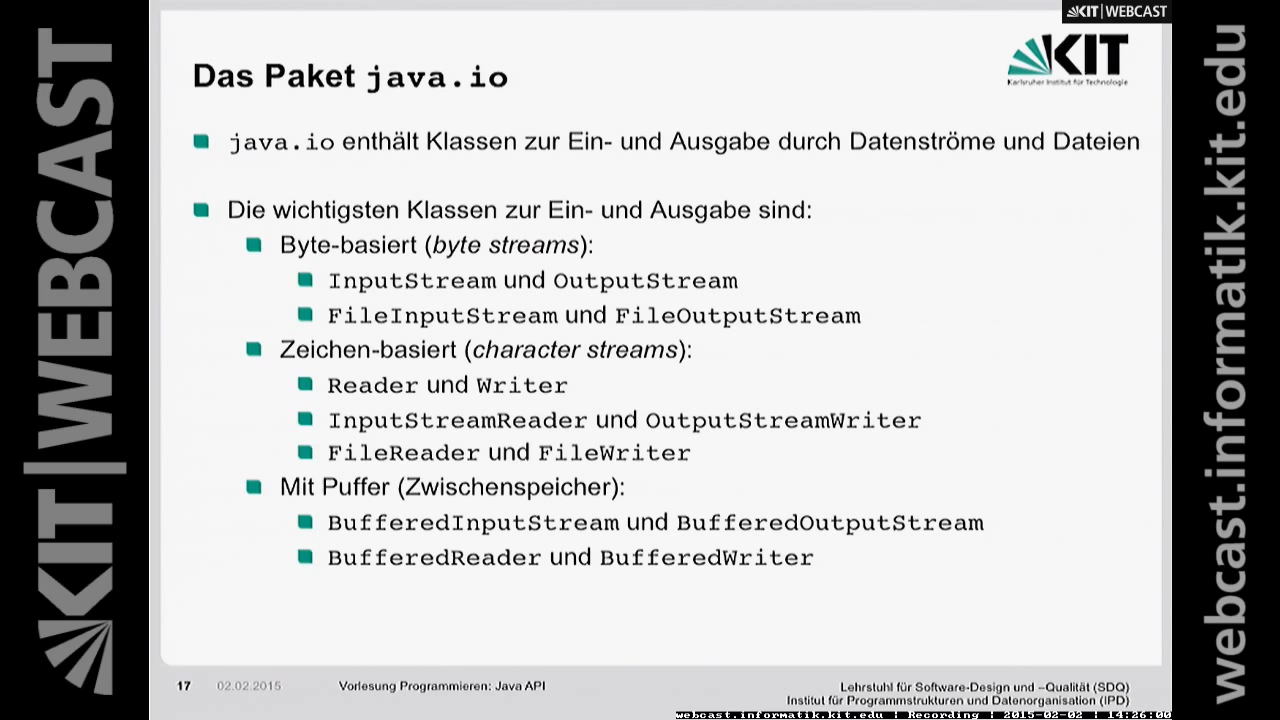 KIT|WEBCAST
KIT|WEBCAST
KIT
Karlsruher Institut für Technologie
Das Paket java.io
java.io enthält Klassen zur Ein- und Ausgabe durch Datenströme und Dateien
Die wichtigsten Klassen zur Ein- und Ausgabe sind:
Byte-basiert (byte streams):
InputStream und OutputStream
FileInputStream und FileOutputStream
Zeichen-basiert (character streams):
Reader und Writer
InputStreamReader und OutputStreamWriter
FileReader und FileWriter
Mit Puffer (Zwischenspeicher):
BufferedInputStream und BufferedOutputStream
BufferedReader und BufferedWriter
17 02.02.2015 Vorlesung Programmieren: Java API
Lehrstuhl für Software-Design und –Qualität (SDQ)
Institut für Programmstrukturen und Datenorganisation (IPD)
webcast.informatik.kit.edu | Recording | 2015-02-02 | 14:26:00
webcast.informatik.kit.edu